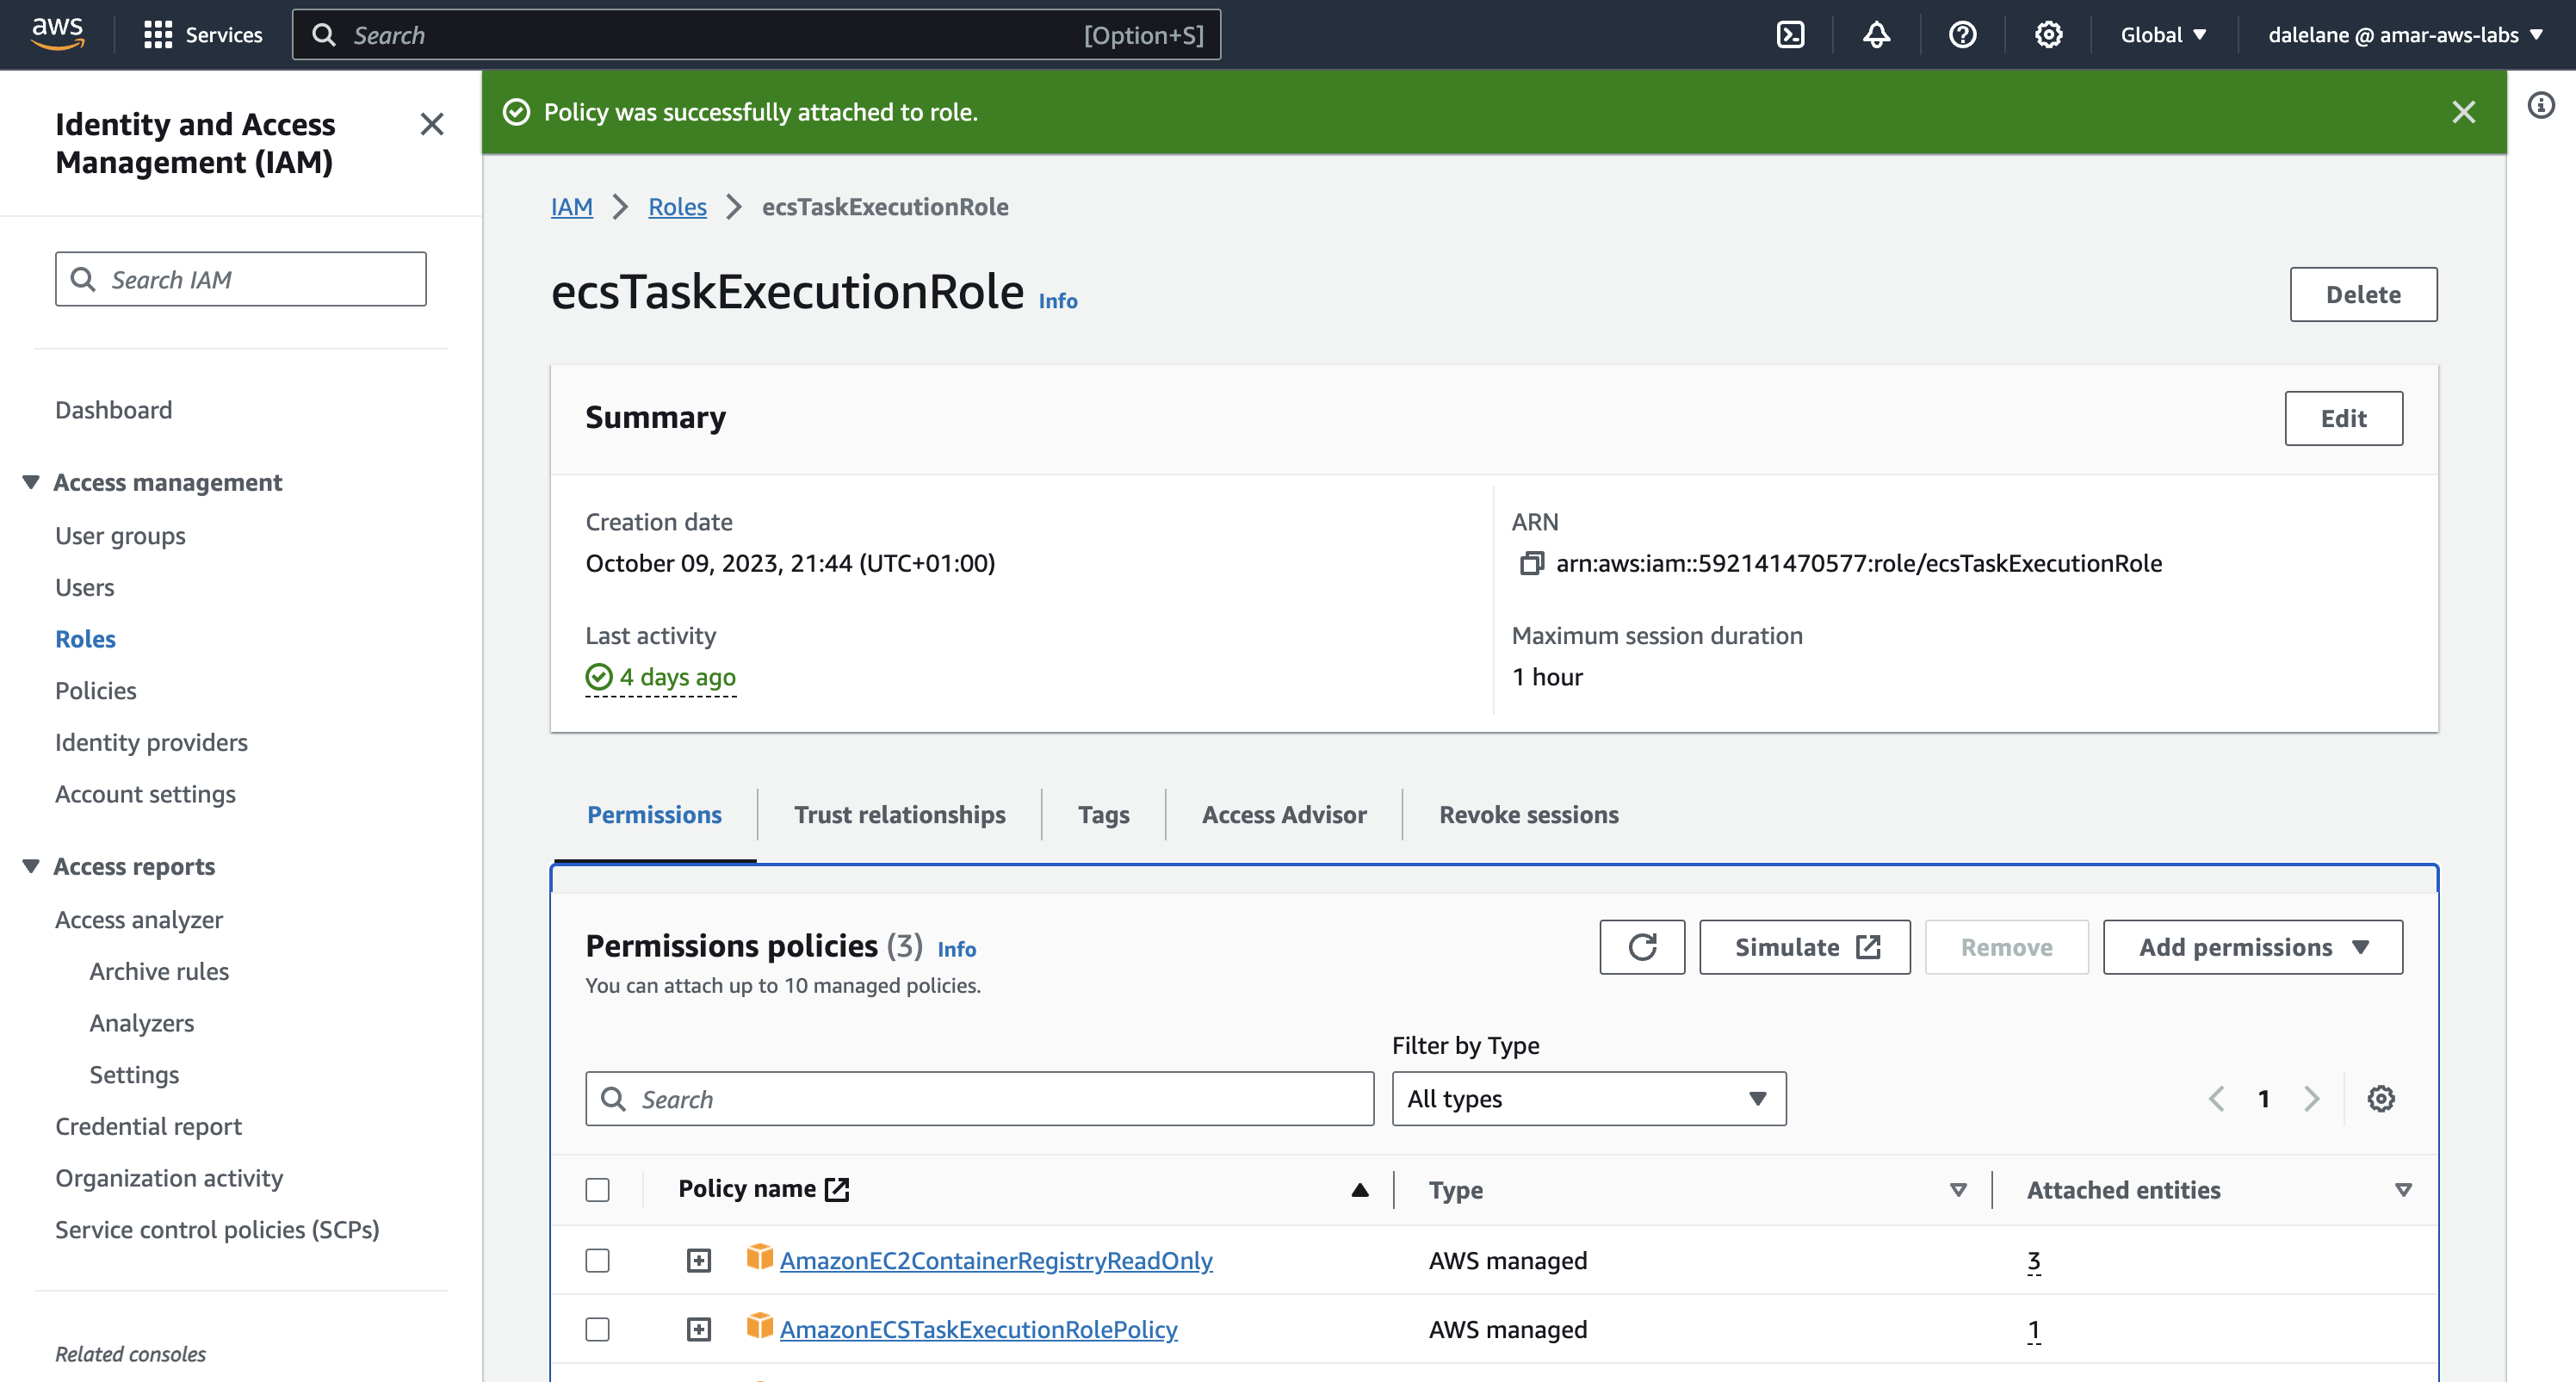 aws
Services
Search
[Option+S]
Global
dalelane @ amar-aws-labs
Identity and Access
Management (IAM)
Search IAM
Dashboard
Access management
User groups
Users
Roles
Policies
Identity providers
Account settings
Access reports
Access analyzer
Archive rules
Analyzers
Settings
Credential report
Organization activity
Service control policies (SCPs)
Related consoles
Policy was successfully attached to role.
IAM
Roles
ecsTaskExecutionRole
ecsTaskExecutionRole Info
Delete
Summary
Edit
Creation date
October 09, 2023, 21:44 (UTC+01:00)
ARN
arn:aws:iam::592141470577:role/ecsTaskExecutionRole
Last activity
4 days ago
Maximum session duration
1 hour
Permissions
Trust relationships
Tags
Access Advisor
Revoke sessions
Permissions policies (3) Info
You can attach up to 10 managed policies.
Simulate
Remove
Add permissions
Filter by Type
Search
All types
1
Policy name
Type
Attached entities
AmazonEC2ContainerRegistryReadOnly
AWS managed
3
AmazonECSTaskExecutionRolePolicy
AWS managed
1